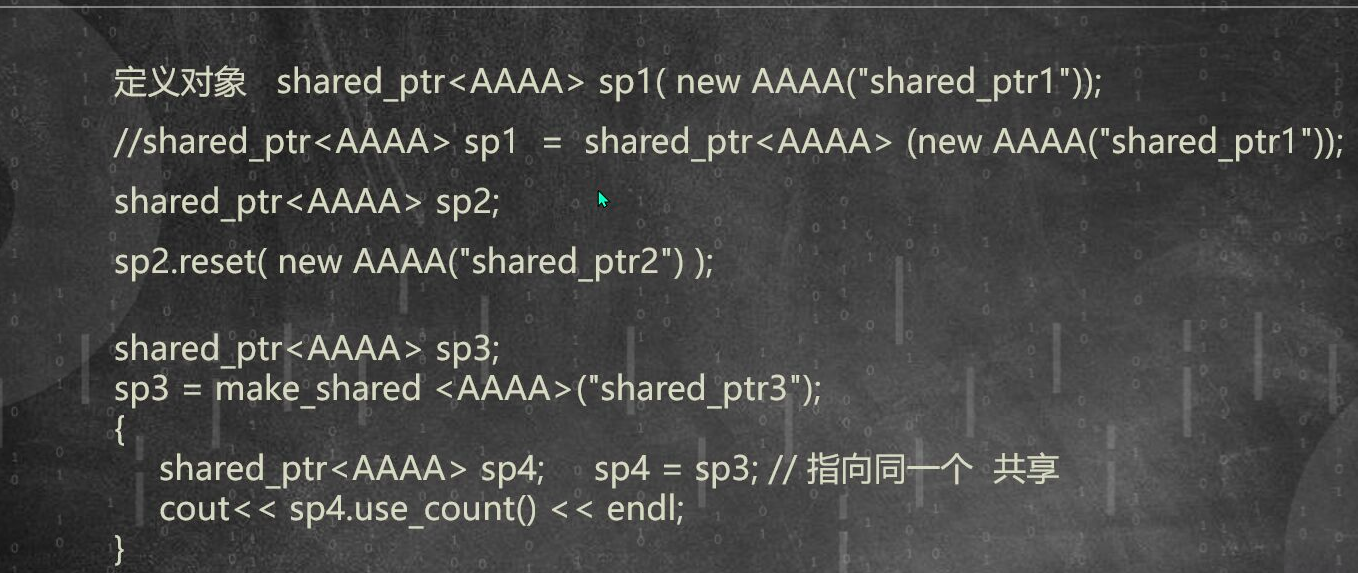 定义对象 shared_ptr<AAAA> sp1( new AAAA("shared_ptr1"));
//shared_ptr<AAAA> sp1 = shared_ptr<AAAA> (new AAAA("shared_ptr1"));
shared_ptr<AAAA> sp2;
sp2.reset( new AAAA("shared_ptr2") );
shared_ptr<AAAA> sp3;
sp3 = make_shared <AAAA>("shared_ptr3");
{
shared_ptr<AAAA> sp4; sp4 = sp3; // 指向同一个 共享
cout<< sp4.use_count() << endl;
}